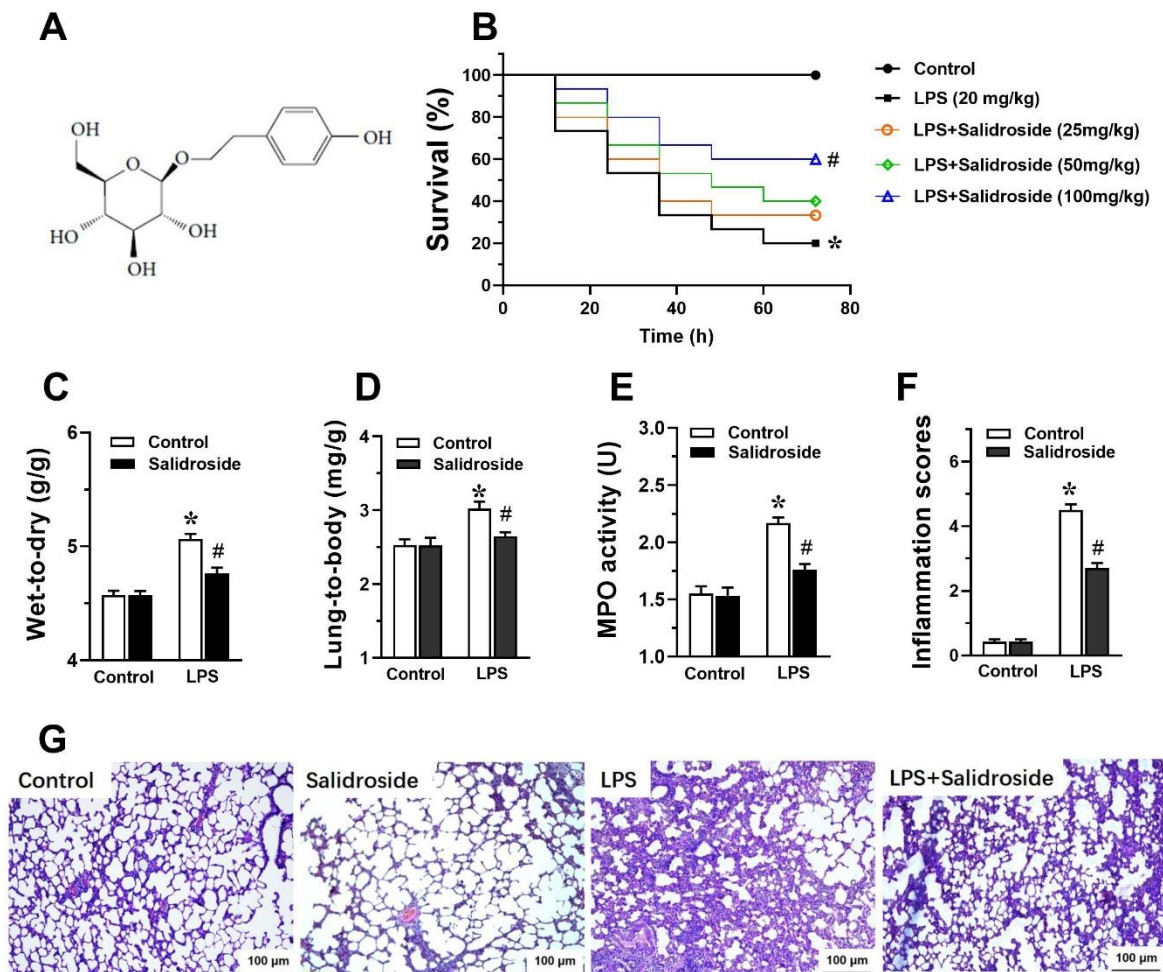 A
OH
OH
O
O
HO
OH
OH
B
Survival (%)
100
80
60
40
20
0
#
*
0 20 40 60 80
Time (h)
Control
LPS (20 mg/kg)
LPS+Salidroside (25mg/kg)
LPS+Salidroside (50mg/kg)
LPS+Salidroside (100mg/kg)
C
Wet-to-dry (g/g)
6
5
4
Control
Salidroside
*
#
Control LPS
D
Lung-to-body (mg/g)
4
3
2
1
Control
Salidroside
*
#
Control LPS
E
MPO activity (U)
3.0
2.5
2.0
1.5
1.0
Control
Salidroside
*
#
Control LPS
F
Inflammation scores
6
4
2
0
Control
Salidroside
*
#
Control LPS
G
Control
100 μm
Salidroside
100 μm
LPS
100 μm
LPS+Salidroside
100 μm